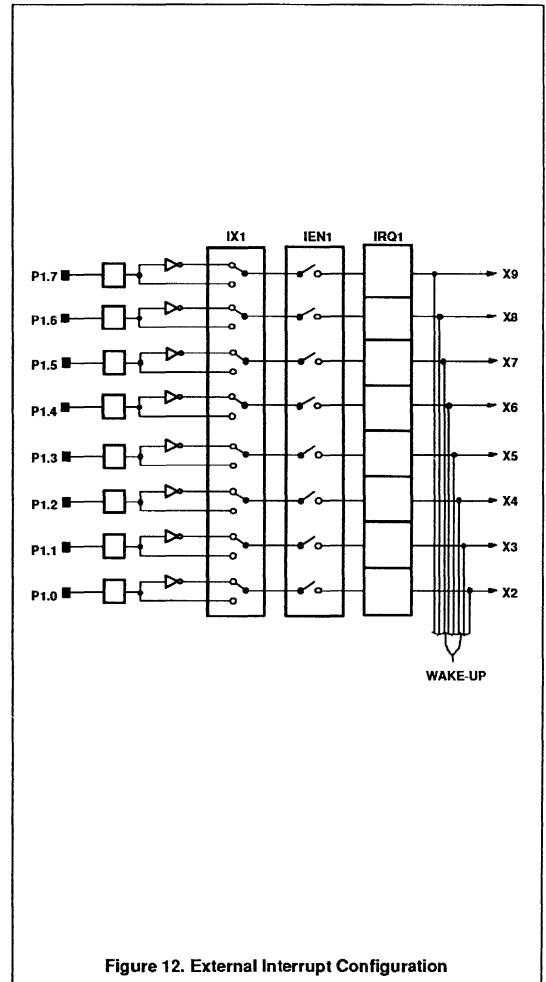 IX1 IEN1 IRQ1
P1.7 X9
P1.6 X8
P1.5 X7
P1.4 X6
P1.3 X5
P1.2 X4
P1.1 X3
P1.0 X2
WAKE-UP
Figure 12. External Interrupt Configuration